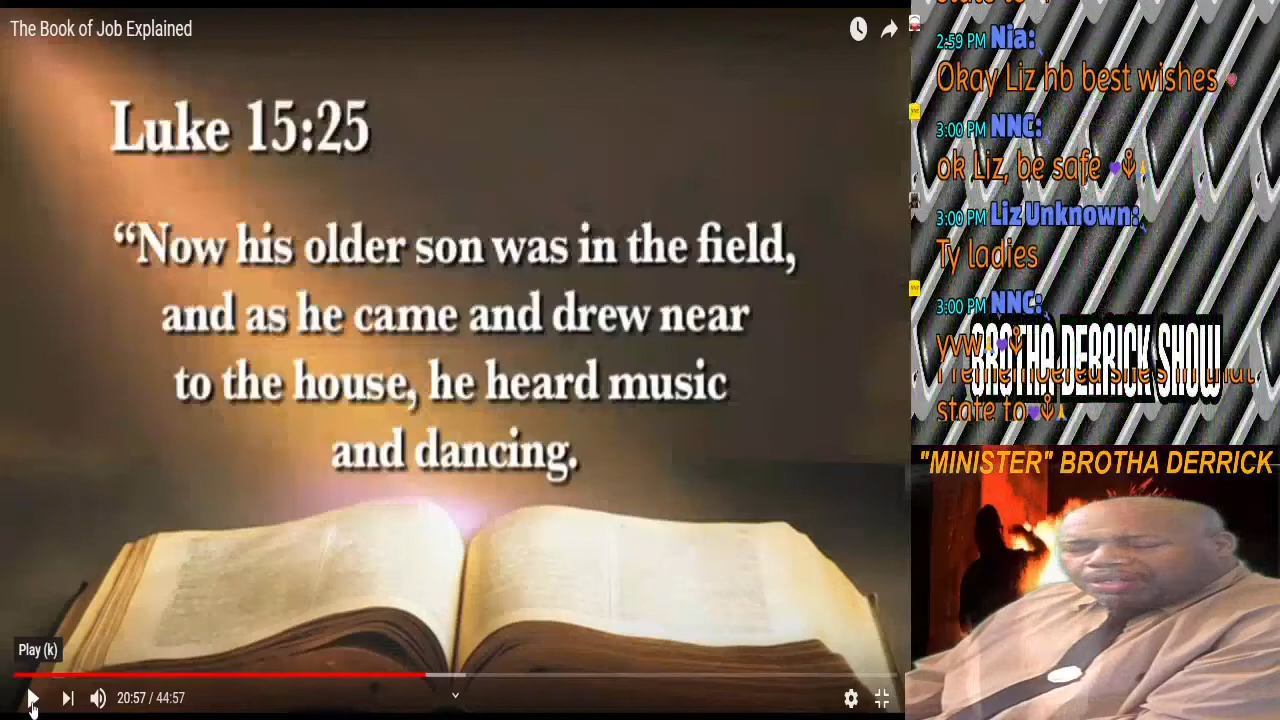 The Book of Job Explained
Luke 15:25
“Now his older son was in the field,
and as he came and drew near
to the house, he heard music
and dancing.
Play (k)
20:57 / 44:57
2:59 PM Nia:
Okay Liz hb best wishes
3:00 PM NNC:
ok Liz, be safe
3:00 PM Liz Unknown:
Ty ladies
3:00 PM NNC:
yvw
BROTHA DERRICK SHOW
state to
"MINISTER" BROTHA DERRICK